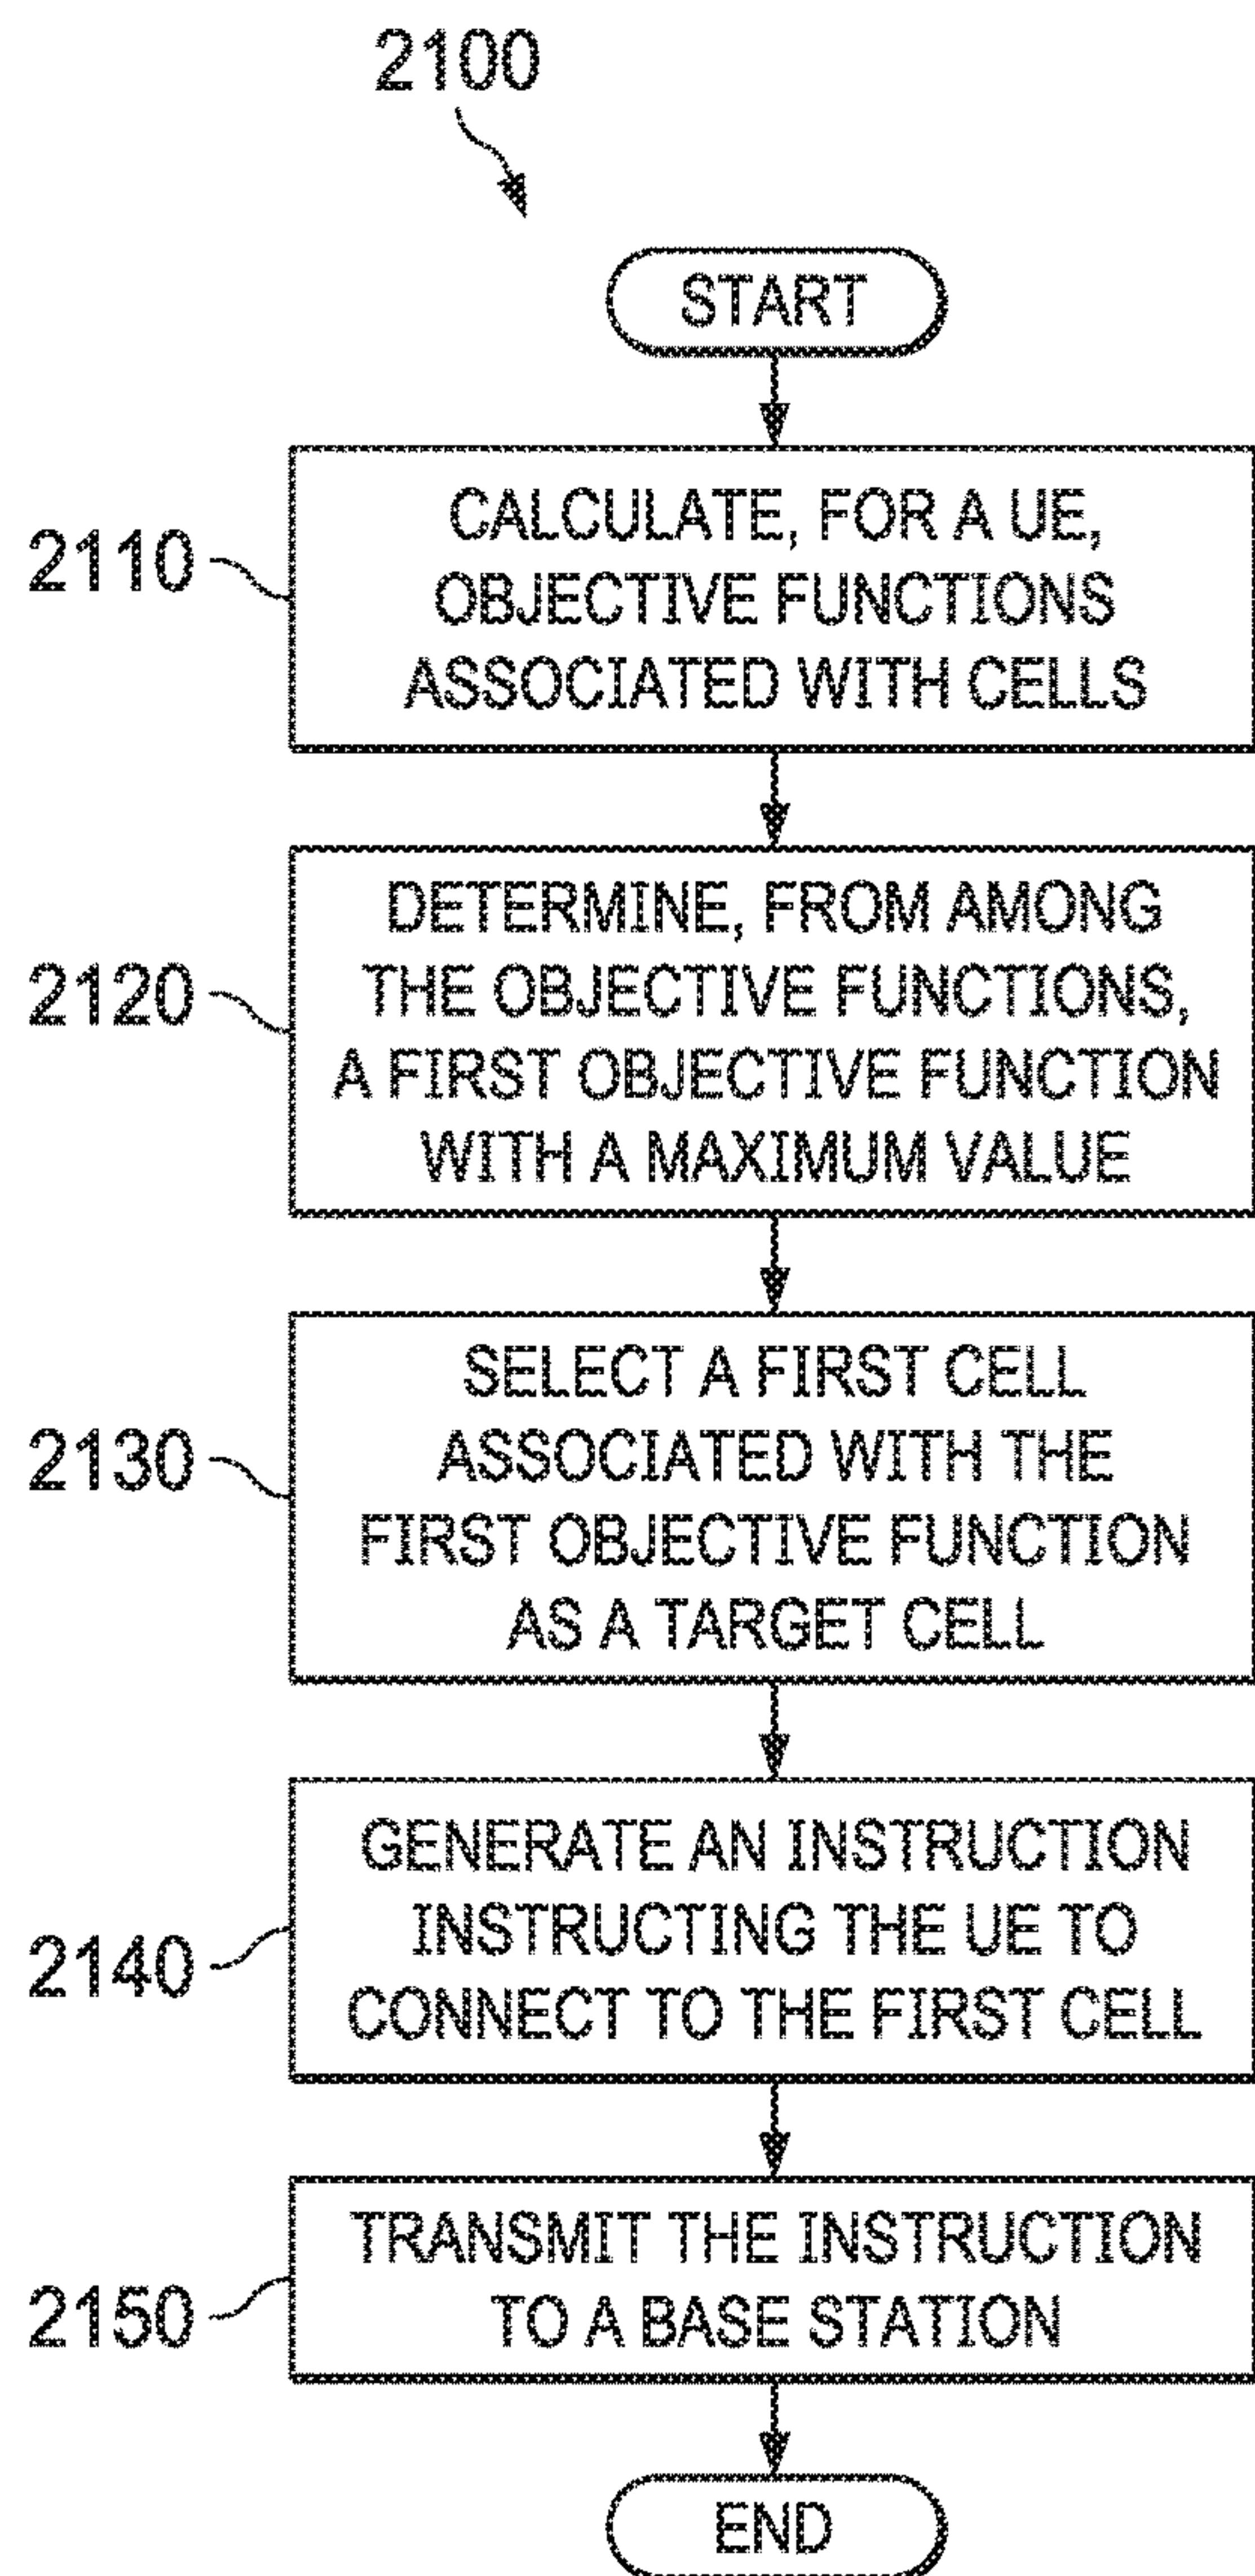 2100
START
2110
CALCULATE, FOR A UE,
OBJECTIVE FUNCTIONS
ASSOCIATED WITH CELLS
2120
DETERMINE, FROM AMONG
THE OBJECTIVE FUNCTIONS,
A FIRST OBJECTIVE FUNCTION
WITH A MAXIMUM VALUE
2130
SELECT A FIRST CELL
ASSOCIATED WITH THE
FIRST OBJECTIVE FUNCTION
AS A TARGET CELL
2140
GENERATE AN INSTRUCTION
INSTRUCTING THE UE TO
CONNECT TO THE FIRST CELL
2150
TRANSMIT THE INSTRUCTION
TO A BASE STATION
END